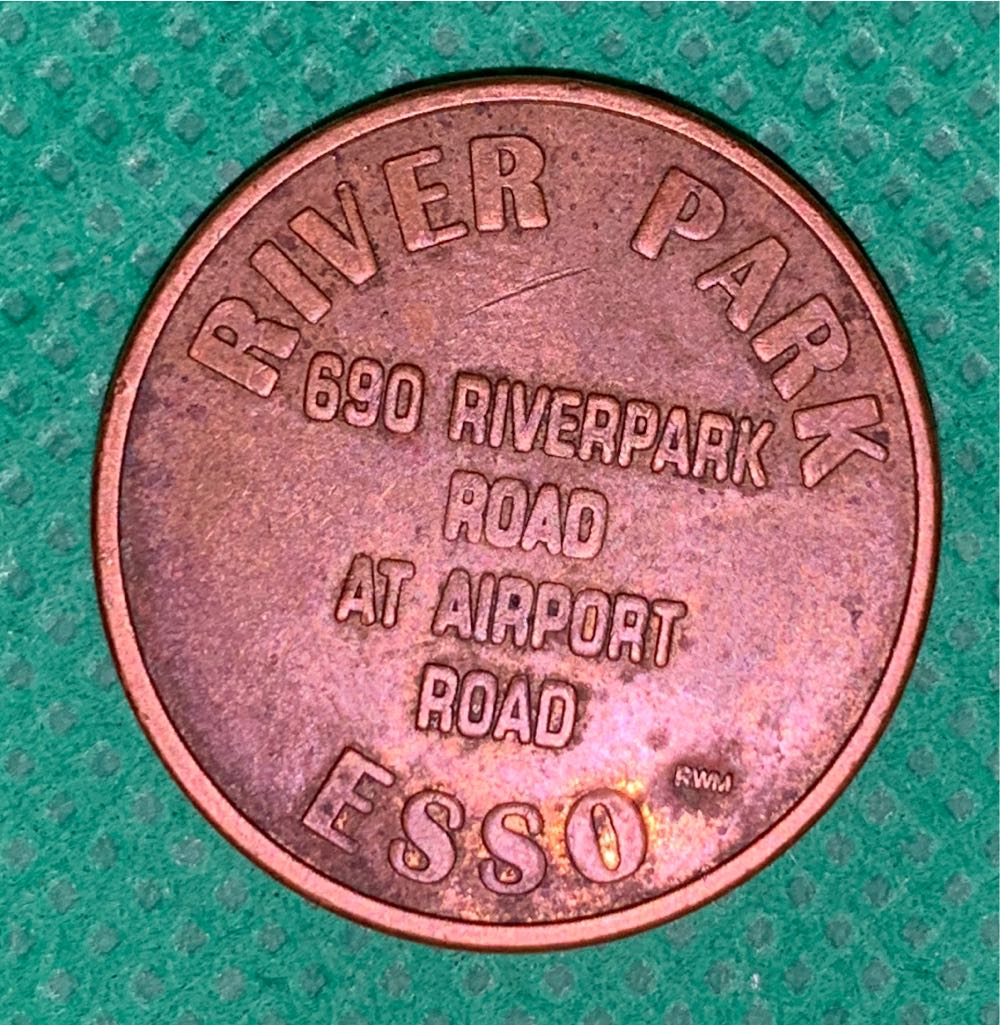 RIVER PARK
690 RIVERPARK
ROAD
AT AIRPORT
ROAD
RWM
ESSO